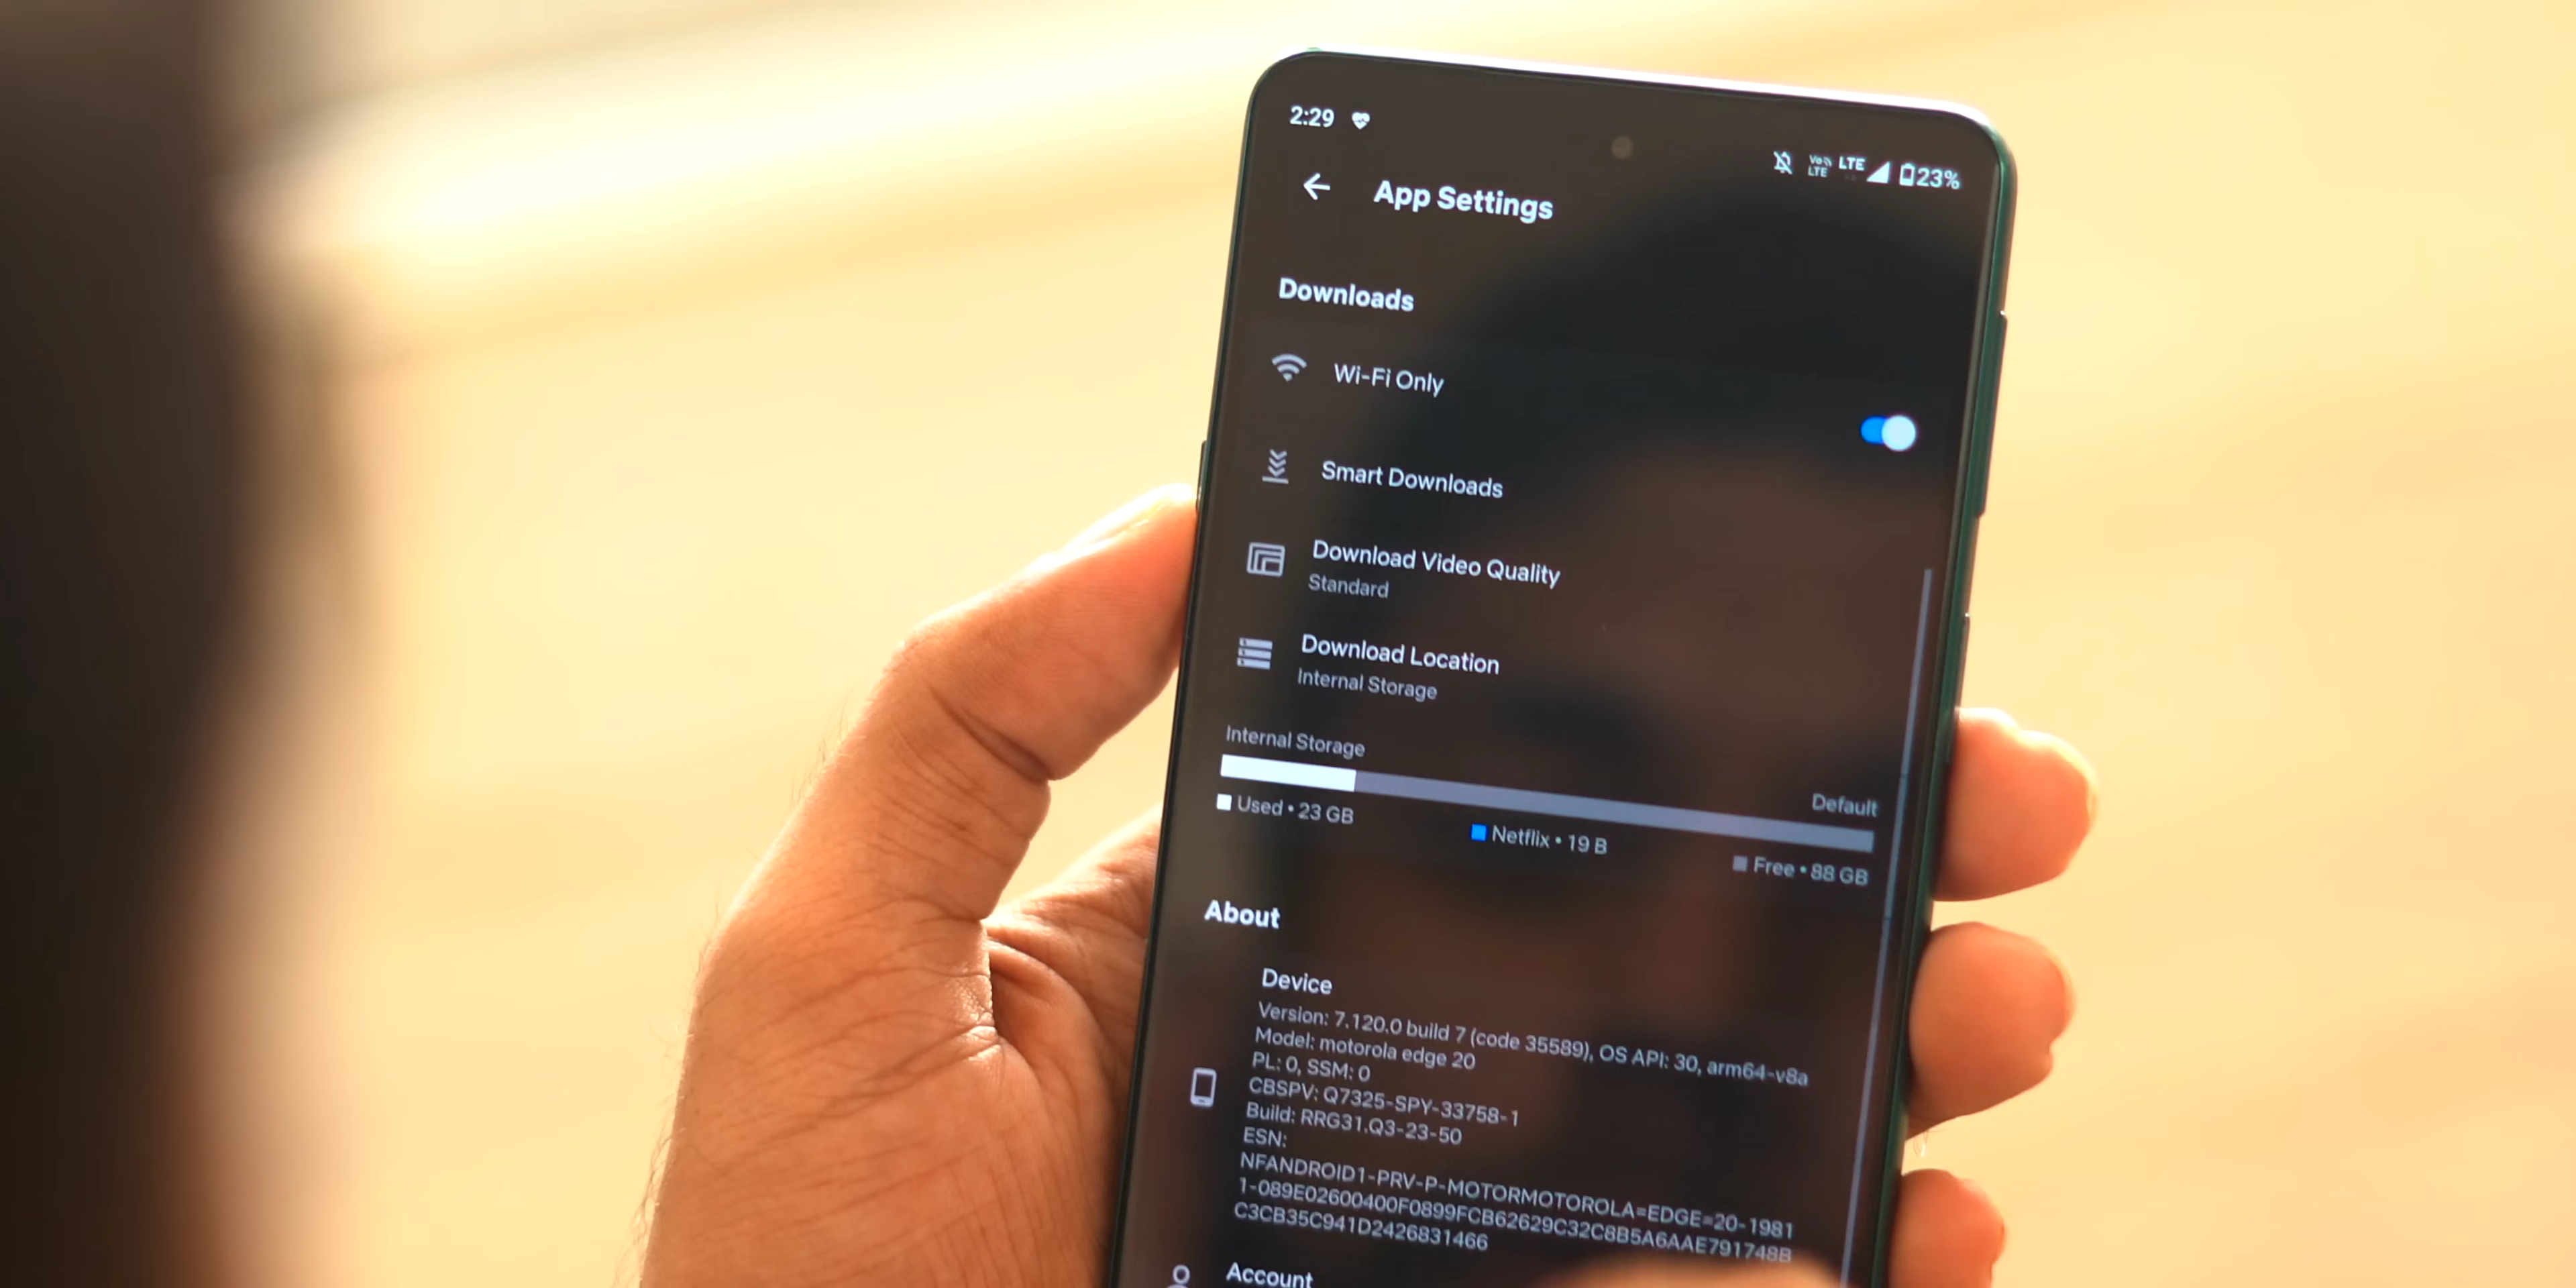 2:29
Vo LTE LTE 23%
App Settings
Downloads
Wi-Fi Only
Smart Downloads
Download Video Quality
Standard
Download Location
Internal Storage
Internal Storage
Default
Used • 23 GB
Netflix • 19 B
Free • 88 GB
About
Device
Version: 7.120.0 build 7 (code 35589), OS API: 30, arm64-v8a
Model: motorola edge 20
PL: 0, SSM: 0
CBSPV: Q7325-SPY-33758-1
Build: RRG31.Q3-23-50
ESN:
NFANDROID1-PRV-P-MOTORMOTOROLA=EDGE=20-1981
1-089E02600400F0899FCB62629C32C8B5A6AAE791748B
C3CB35C941D2426831466
Account